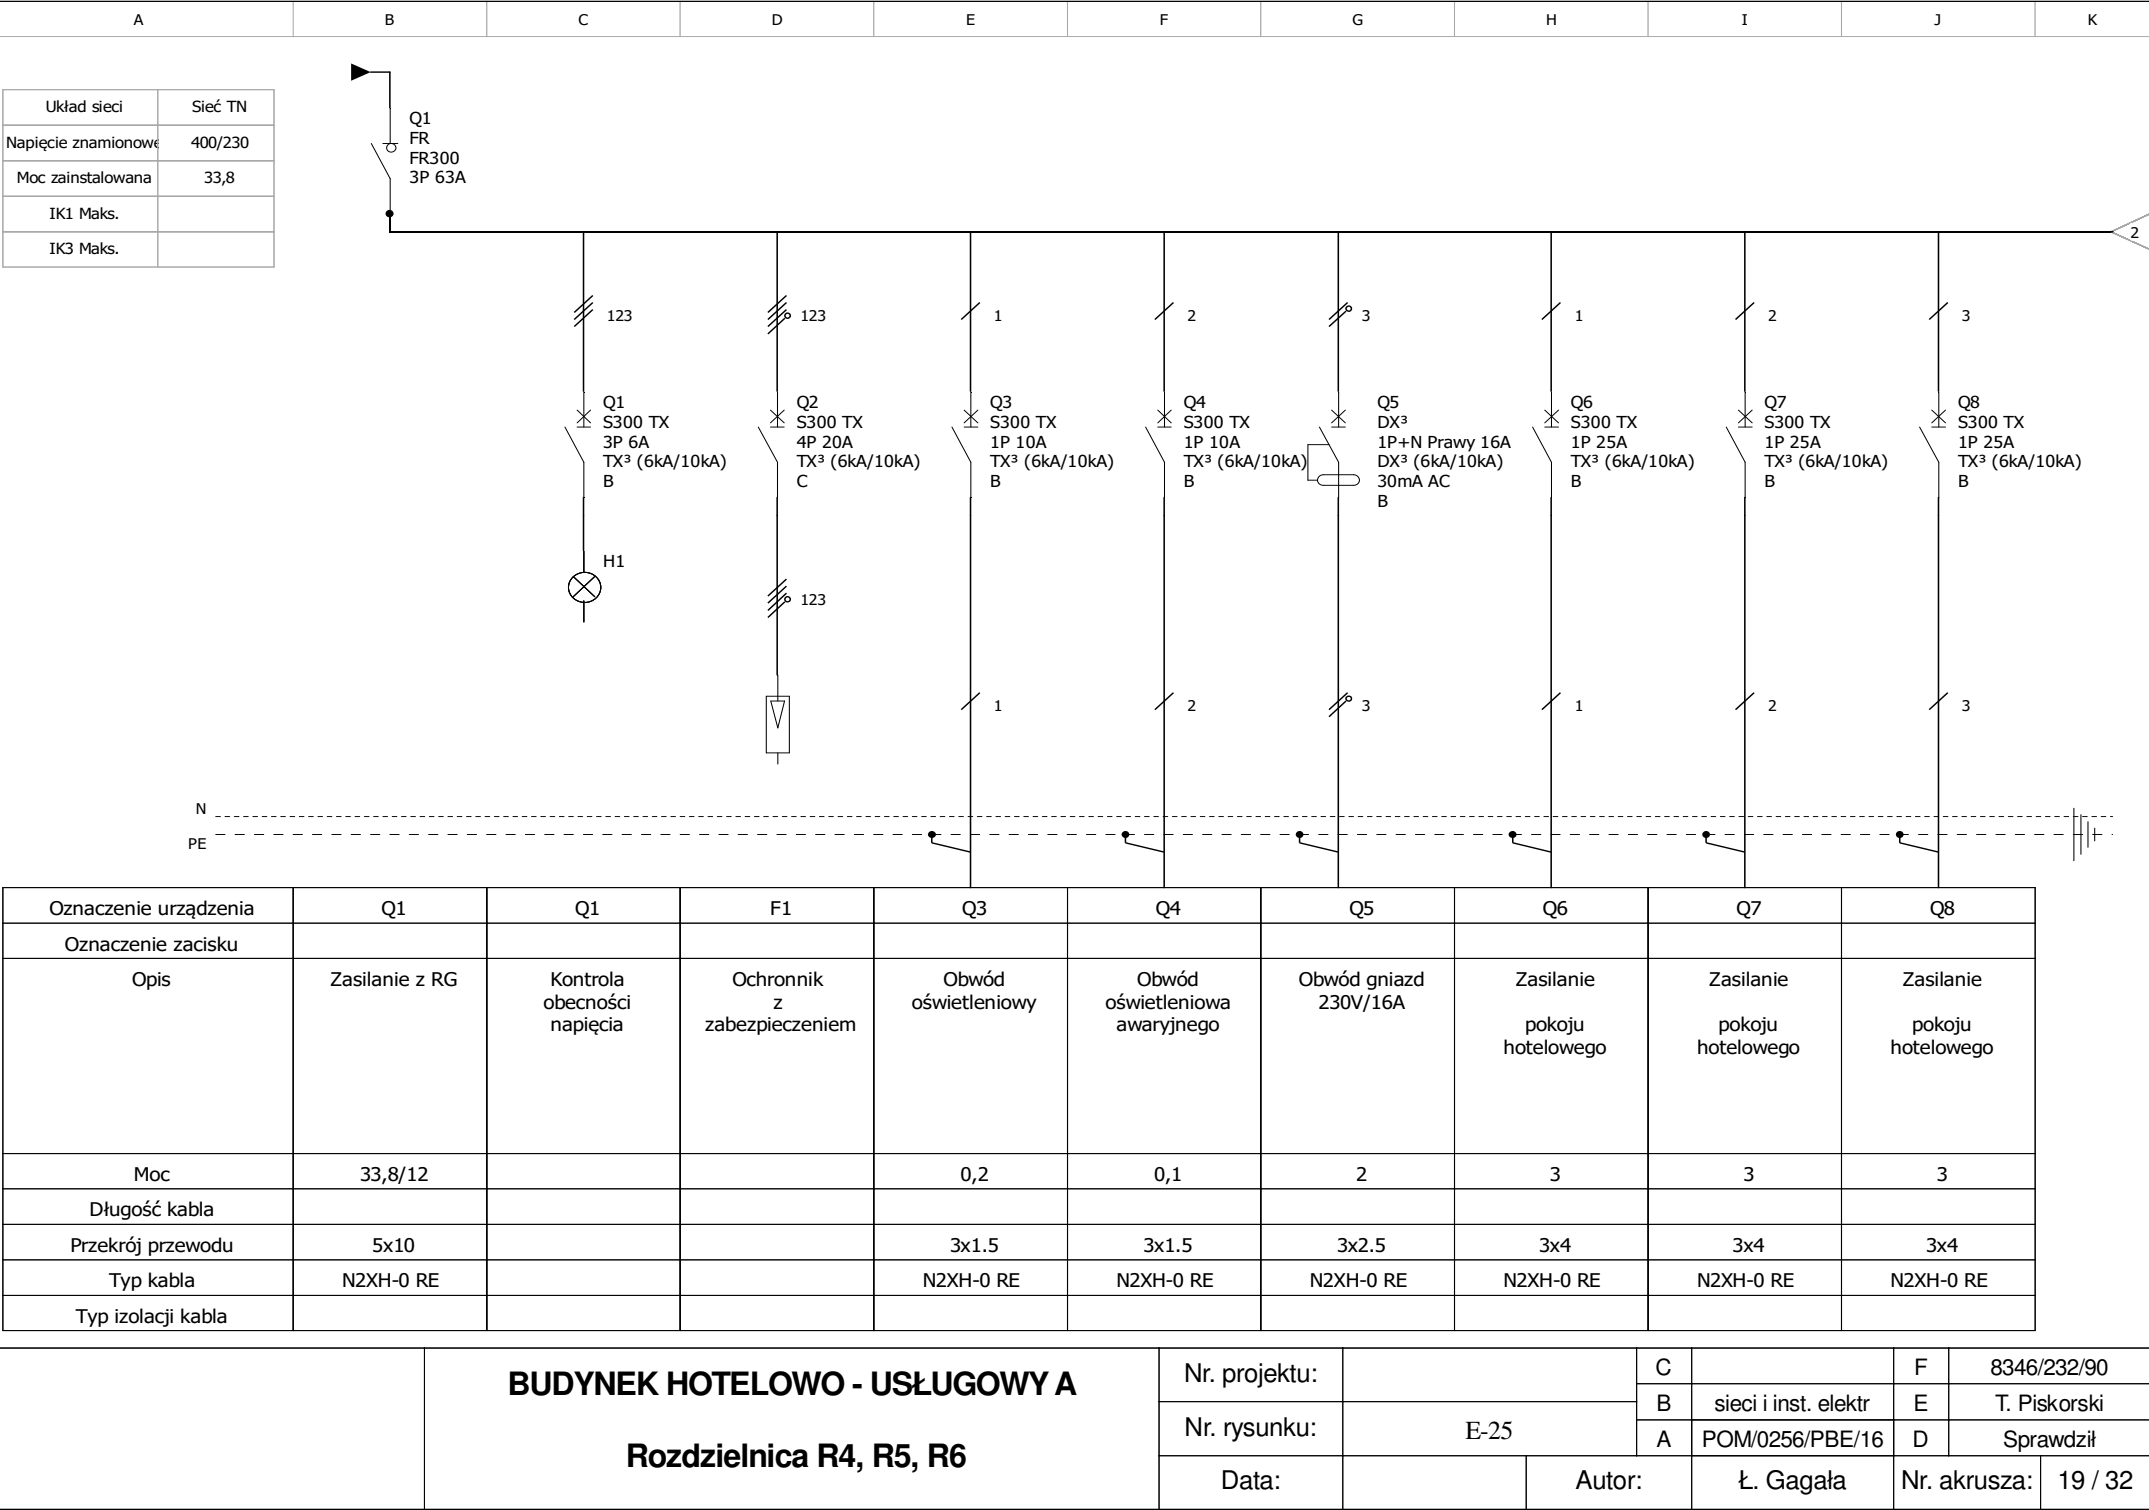 A B C D E F G H I J K
Układ sieci Sieć TN
Napięcie znamionowe 400/230
Moc zainstalowana 33,8
IK1 Maks.
IK3 Maks.
Q1
FR
FR300
3P 63A
2
123 123 1 2 3 1 2 3
Q1
S300 TX
3P 6A
TX³ (6kA/10kA)
B
Q2
S300 TX
4P 20A
TX³ (6kA/10kA)
C
Q3
S300 TX
1P 10A
TX³ (6kA/10kA)
B
Q4
S300 TX
1P 10A
TX³ (6kA/10kA)
B
Q5
DX³
1P+N Prawy 16A
DX³ (6kA/10kA)
30mA AC
B
Q6
S300 TX
1P 25A
TX³ (6kA/10kA)
B
Q7
S300 TX
1P 25A
TX³ (6kA/10kA)
B
Q8
S300 TX
1P 25A
TX³ (6kA/10kA)
B
H1
123
1 2 3 1 2 3
N
PE
Oznaczenie urządzenia Q1 Q1 F1 Q3 Q4 Q5 Q6 Q7 Q8
Oznaczenie zacisku
Opis
Zasilanie z RG
Kontrola
obecności
napięcia
Ochronnik
z
zabezpieczeniem
Obwód
oświetleniowy
Obwód
oświetleniowa
awaryjnego
Obwód gniazd
230V/16A
Zasilanie
pokoju
hotelowego
Zasilanie
pokoju
hotelowego
Zasilanie
pokoju
hotelowego
Moc 33,8/12 0,2 0,1 2 3 3 3
Długość kabla
Przekrój przewodu 5x10 3x1.5 3x1.5 3x2.5 3x4 3x4 3x4
Typ kabla N2XH-0 RE N2XH-0 RE N2XH-0 RE N2XH-0 RE N2XH-0 RE N2XH-0 RE N2XH-0 RE
Typ izolacji kabla
BUDYNEK HOTELOWO - USŁUGOWY A
Rozdzielnica R4, R5, R6
Nr. projektu:
Nr. rysunku: E-25
Data:
C F 8346/232/90
B sieci i inst. elektr E T. Piskorski
A POM/0256/PBE/16 D Sprawdził
Autor: Ł. Gagała Nr. akrusza: 19 / 32